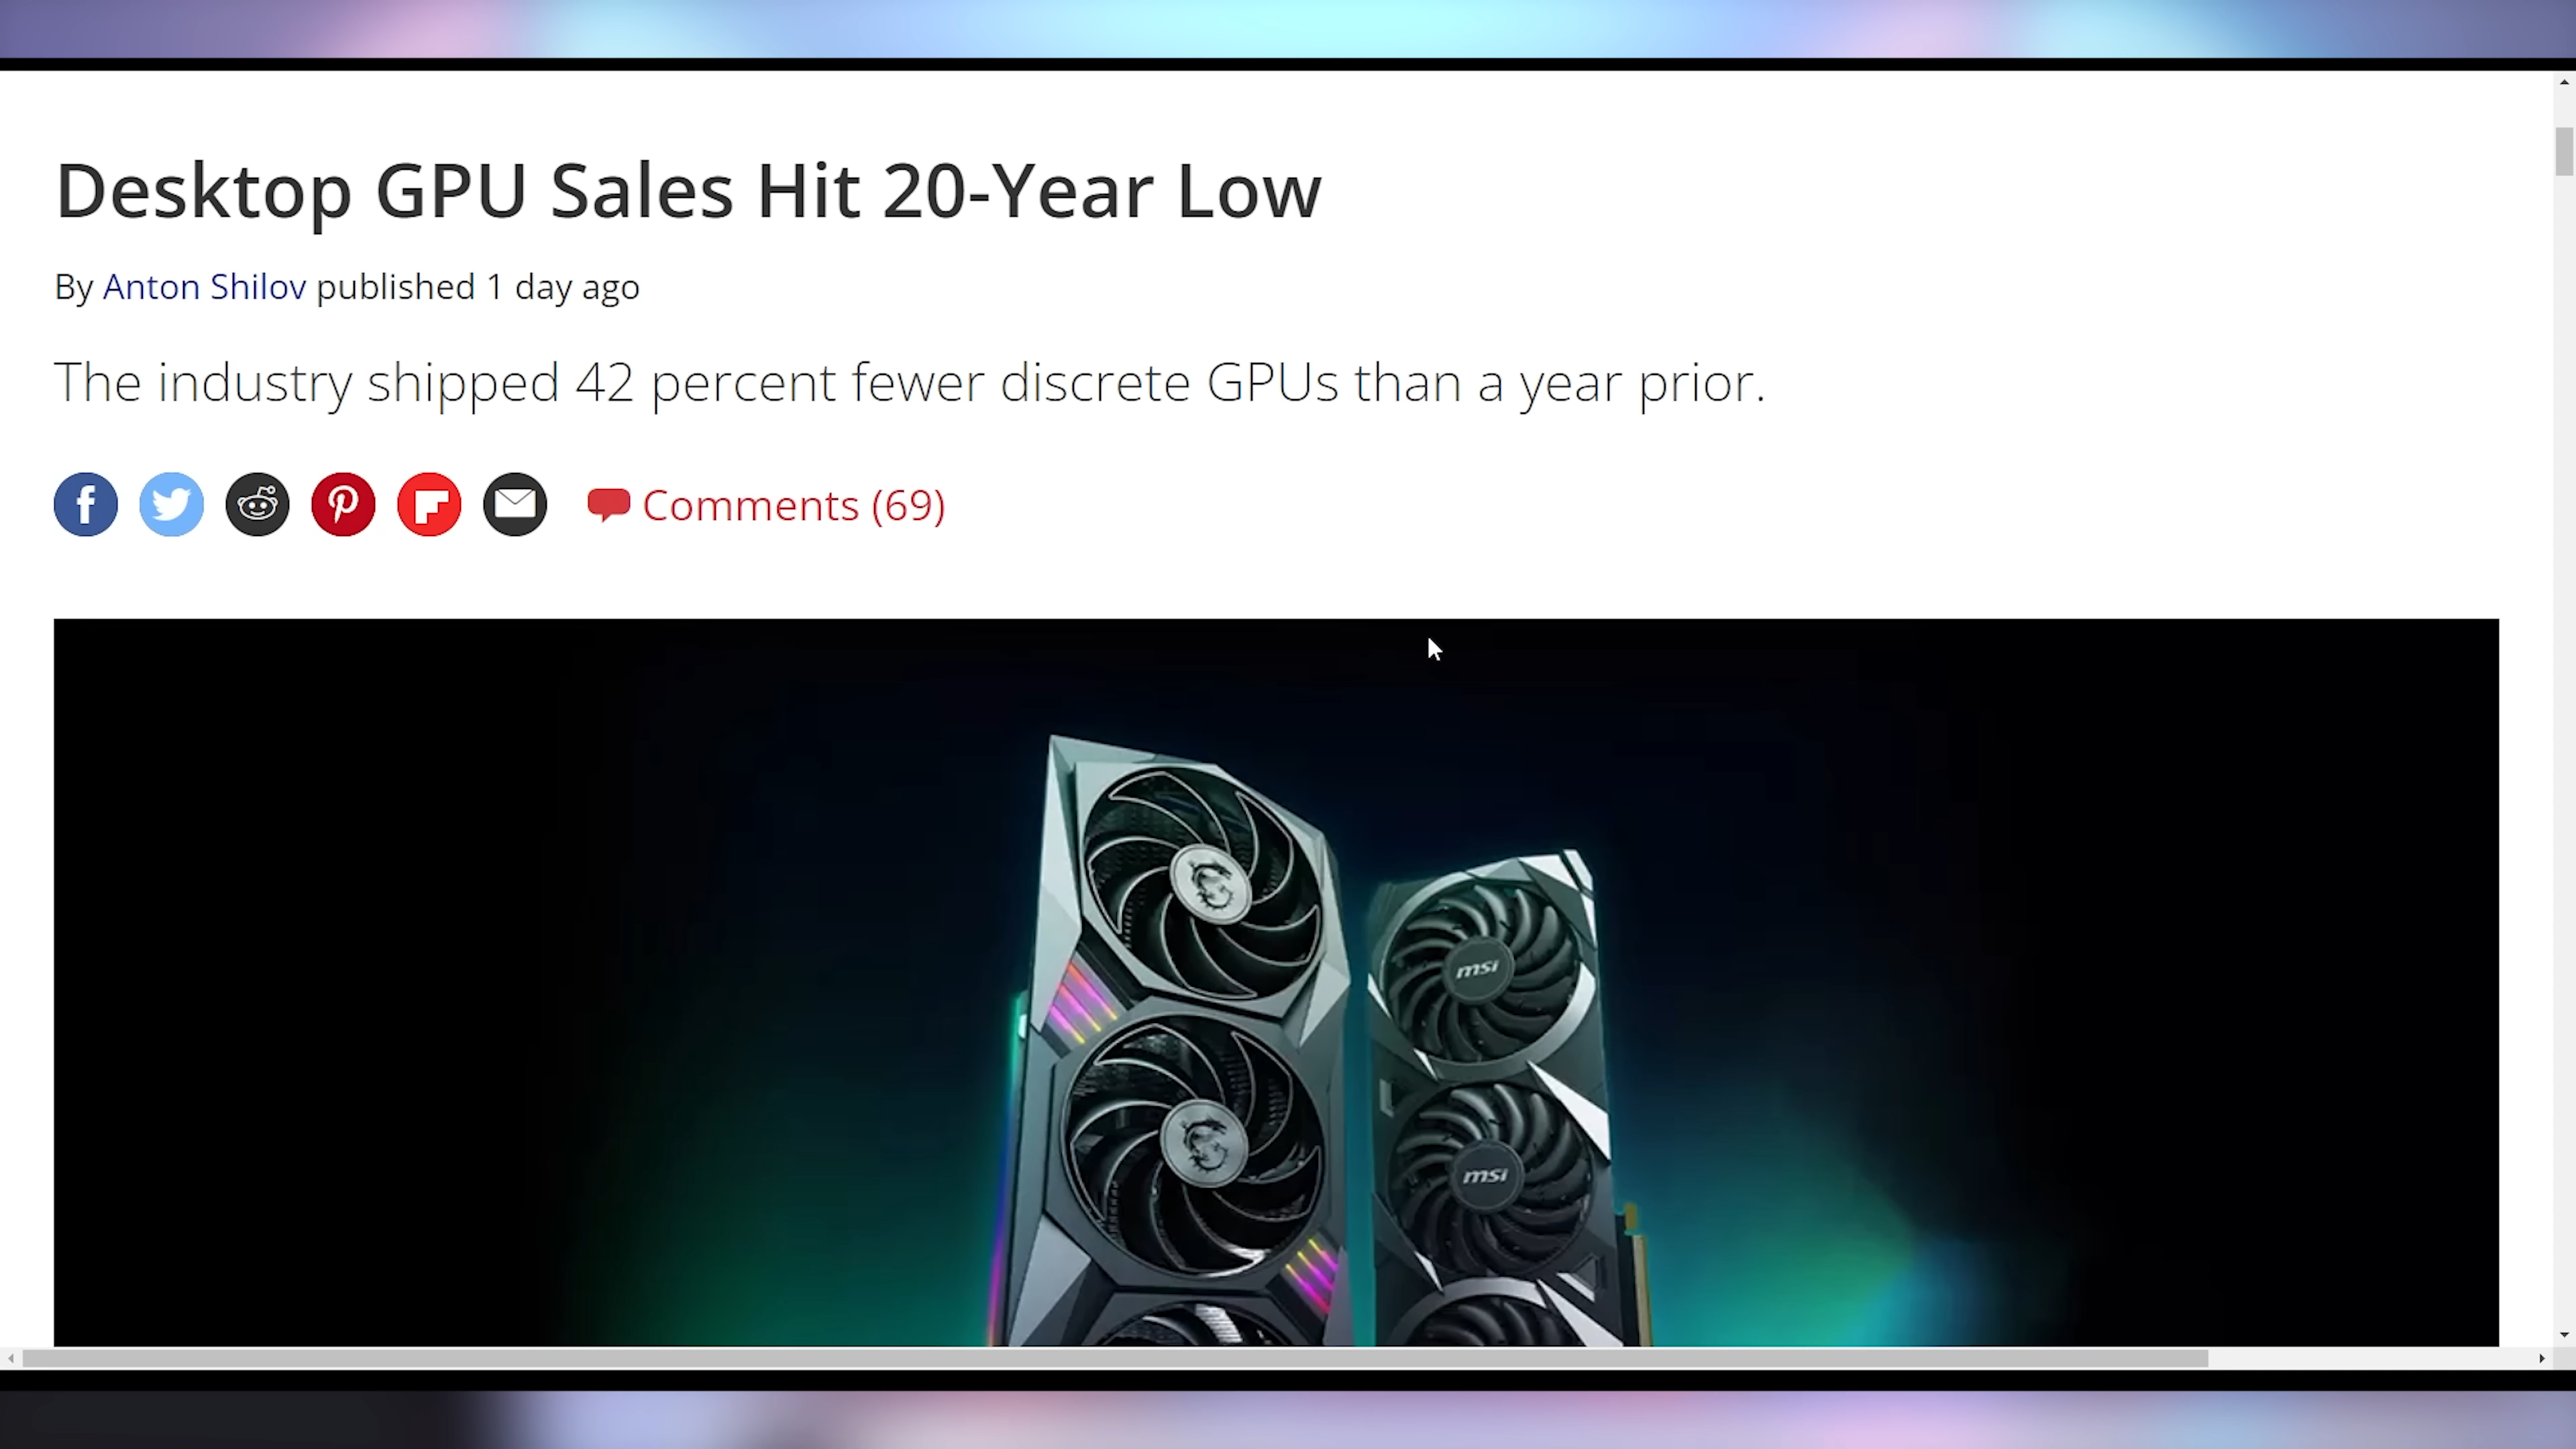 Desktop GPU Sales Hit 20-Year Low
By Anton Shilov published 1 day ago
The industry shipped 42 percent fewer discrete GPUs than a year prior.
Comments (69)
msi
msi